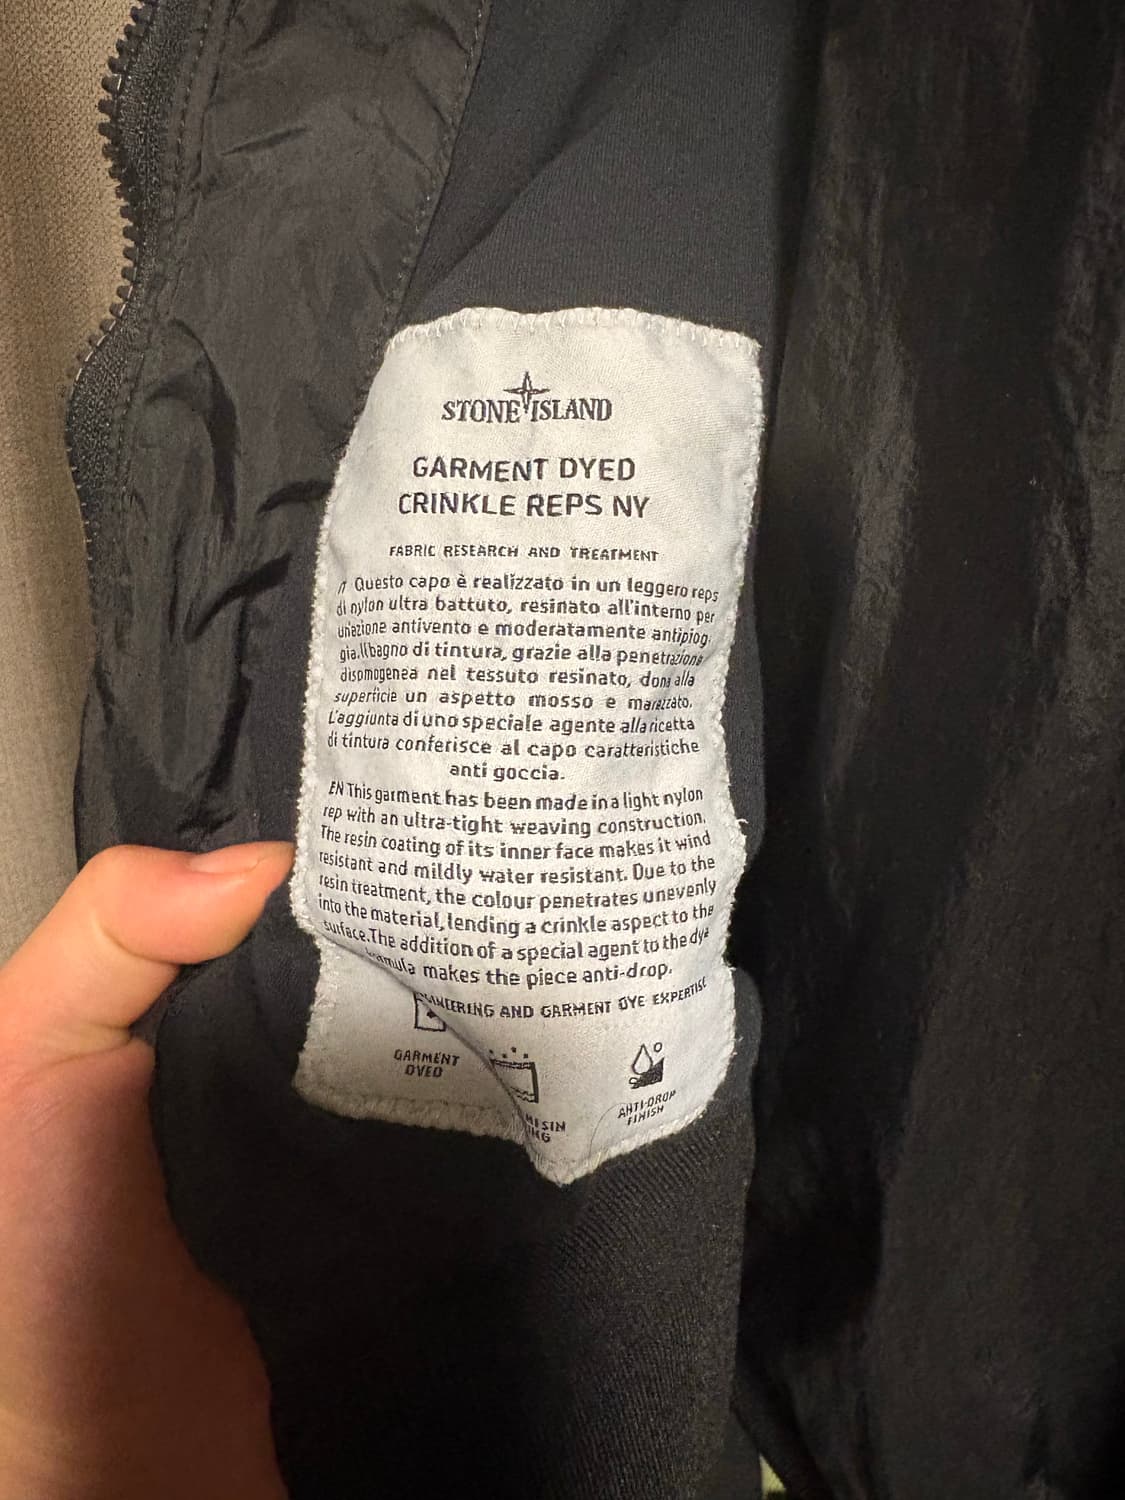 STONE ISLAND
GARMENT DYED
CRINKLE REPS NY
FABRIC RESEARCH AND TREATMENT
IT Questo capo è realizzato in un leggero reps
di nylon ultra battuto, resinato all'interno per
un'azione antivento e moderatamente antipiog
gia. Il bagno di tintura, grazie alla penetrazione
disomogenea nel tessuto resinato, dona alla
superficie un aspetto mosso e marezzato.
L'aggiunta di uno speciale agente alla ricetta
di tintura conferisce al capo caratteristiche
anti goccia.
EN This garment has been made in a light nylon
rep with an ultra-tight weaving construction.
The resin coating of its inner face makes it wind
resistant and mildly water resistant. Due to the
resin treatment, the colour penetrates unevenly
into the material, lending a crinkle aspect to the
surface. The addition of a special agent to the dye
formula makes the piece anti-drop.
AND GARMENT DYE EXPERTISE
GARMENT
DYED
RESIN
ANTI-DROP
FINISH